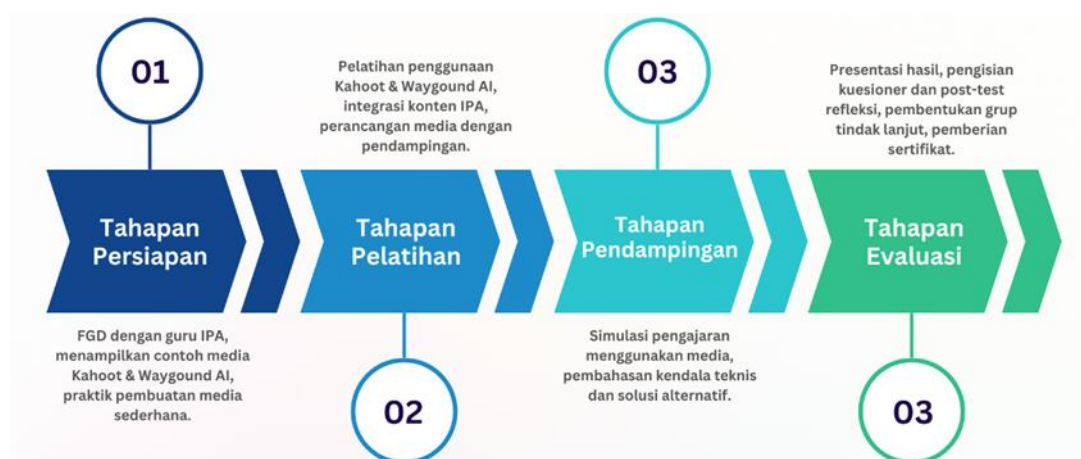 01
Tahapan
Persiapan
FGD dengan guru IPA,
menampilkan contoh media
Kahoot & Waygound AI,
praktik pembuatan media
sederhana.
Pelatihan penggunaan
Kahoot & Waygound AI,
integrasi konten IPA,
perancangan media dengan
pendampingan.
Tahapan
Pelatihan
02
03
Tahapan
Pendampingan
Simulasi pengajaran
menggunakan media,
pembahasan kendala teknis
dan solusi alternatif.
Presentasi hasil, pengisian
kuesioner dan post-test
refleksi, pembentukan grup
tindak lanjut, pemberian
sertifikat.
Tahapan
Evaluasi
03